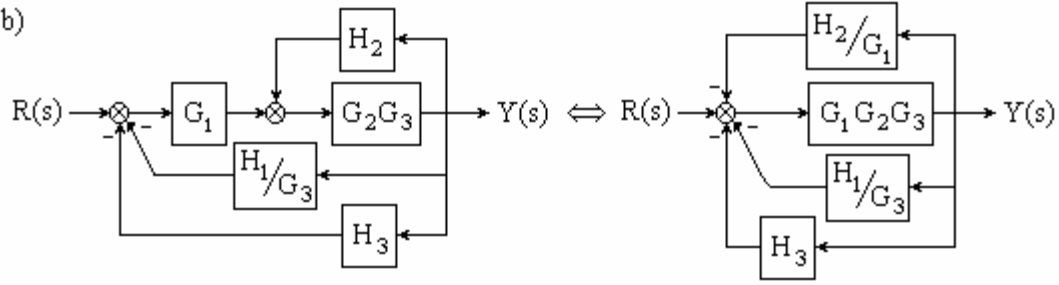 b)
H₂
R(s) G₁ G₂G₃ Y(s) ⇔
H₁/G₃
H₃
H₂/G₁
R(s) G₁G₂G₃ Y(s)
H₁/G₃
H₃